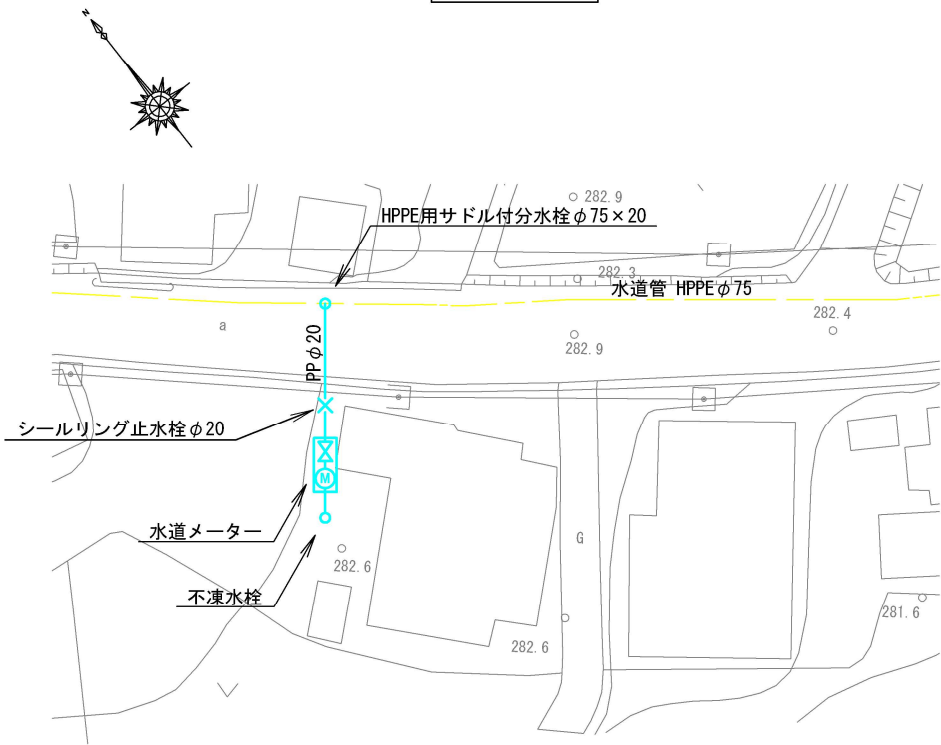 N
282.9
HPPE用サドル付分水栓φ75×20
282.3
水道管 HPPEφ75
282.4
a
282.9
PPφ20
シールリング止水栓φ20
M
水道メーター
G
282.6
不凍水栓
281.6
282.6